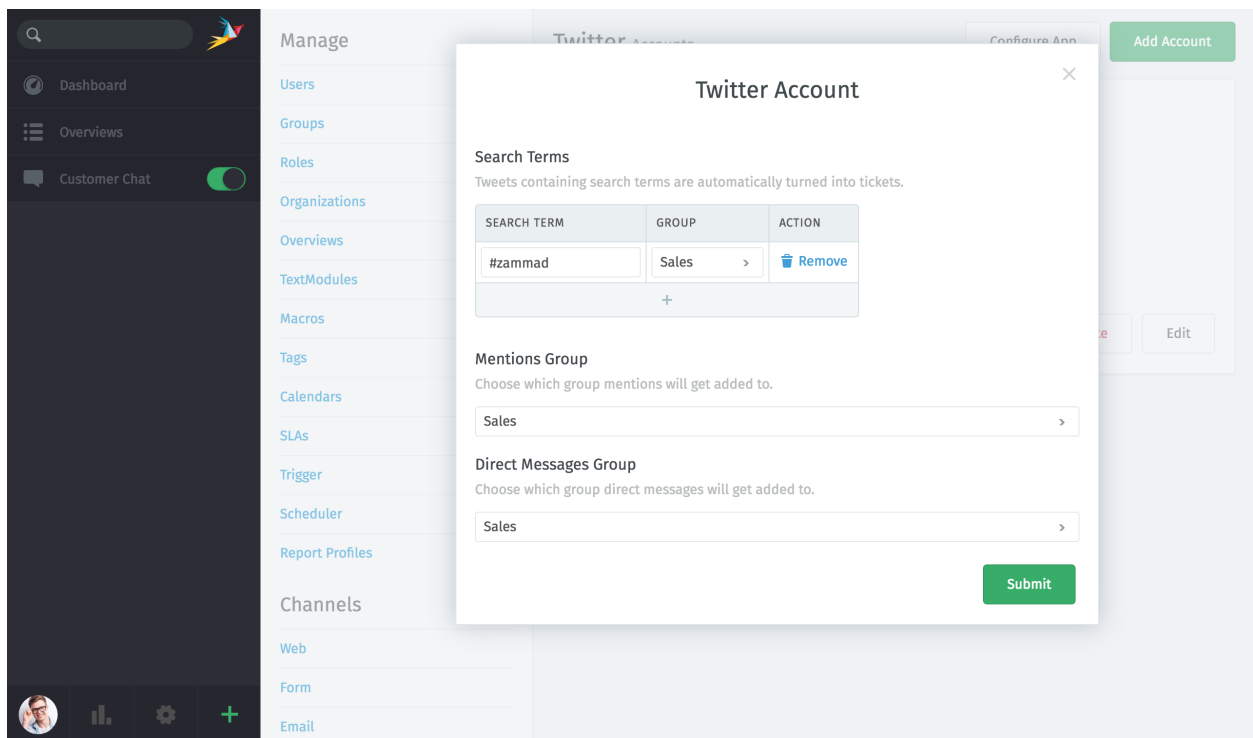 Dashboard
Overviews
Customer Chat
Manage
Users
Groups
Roles
Organizations
Overviews
TextModules
Macros
Tags
Calendars
SLAs
Trigger
Scheduler
Report Profiles
Channels
Web
Form
Email
Twitter Accounts
Configure App
Add Account
Edit
Twitter Account
Search Terms
Tweets containing search terms are automatically turned into tickets.
SEARCH TERM GROUP ACTION
#zammad Sales Remove
Mentions Group
Choose which group mentions will get added to.
Sales
Direct Messages Group
Choose which group direct messages will get added to.
Sales
Submit